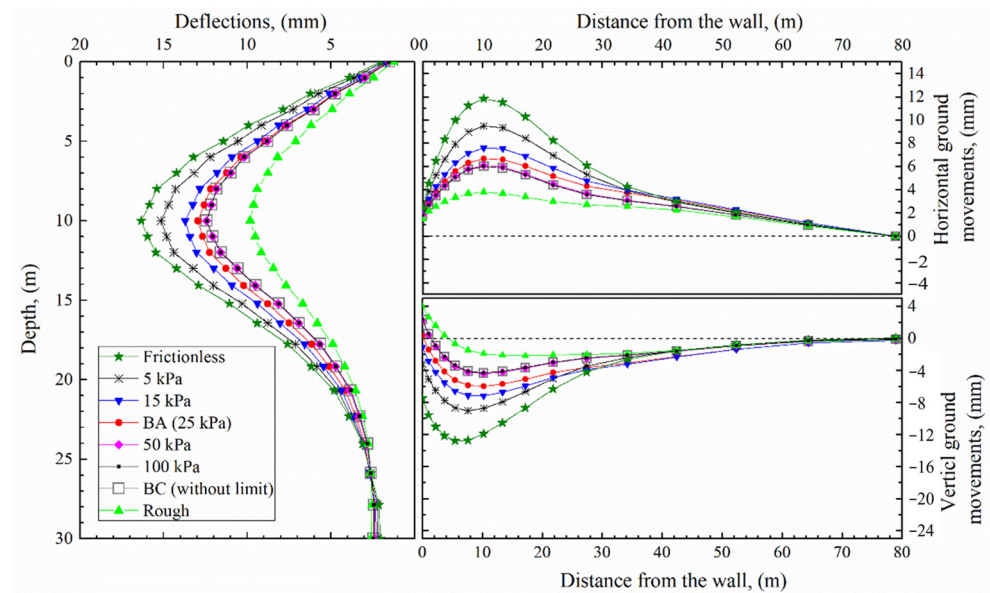 Deflections, (mm)
Distance from the wall, (m)
20 15 10 5 0
0 10 20 30 40 50 60 70 80
0
5
10
15
20
25
30
Depth, (m)
Frictionless
5 kPa
15 kPa
BA (25 kPa)
50 kPa
100 kPa
BC (without limit)
Rough
14
12
10
8
6
4
2
0
−2
−4
Horizontal ground
movements, (mm)
4
0
−4
−8
−12
−16
−20
−24
Verticl ground
movements, (mm)
0 10 20 30 40 50 60 70 80
Distance from the wall, (m)